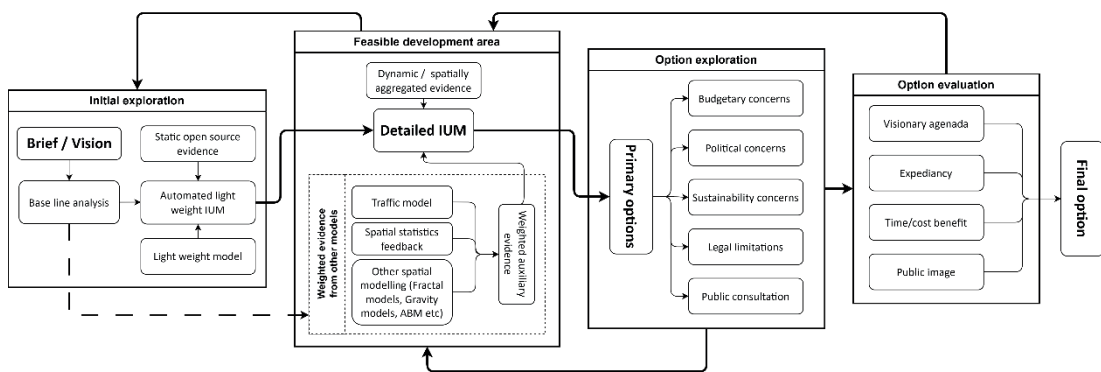 Initial exploration
Brief / Vision
Base line analysis
Static open source
evidence
Automated light
weight IUM
Light weight model
Feasible development area
Dynamic / spatially
aggregated evidence
Detailed IUM
Weighted evidence
from other models
Traffic model
Spatial statistics
feedback
Other spatial
modelling (Fractal
models, Gravity
models, ABM etc)
Weighted auxiliary
evidence
Option exploration
Primary options
Budgetary concerns
Political concerns
Sustainability concerns
Legal limitations
Public consultation
Option evaluation
Visionary agenada
Expediancy
Time/cost benefit
Public image
Final option